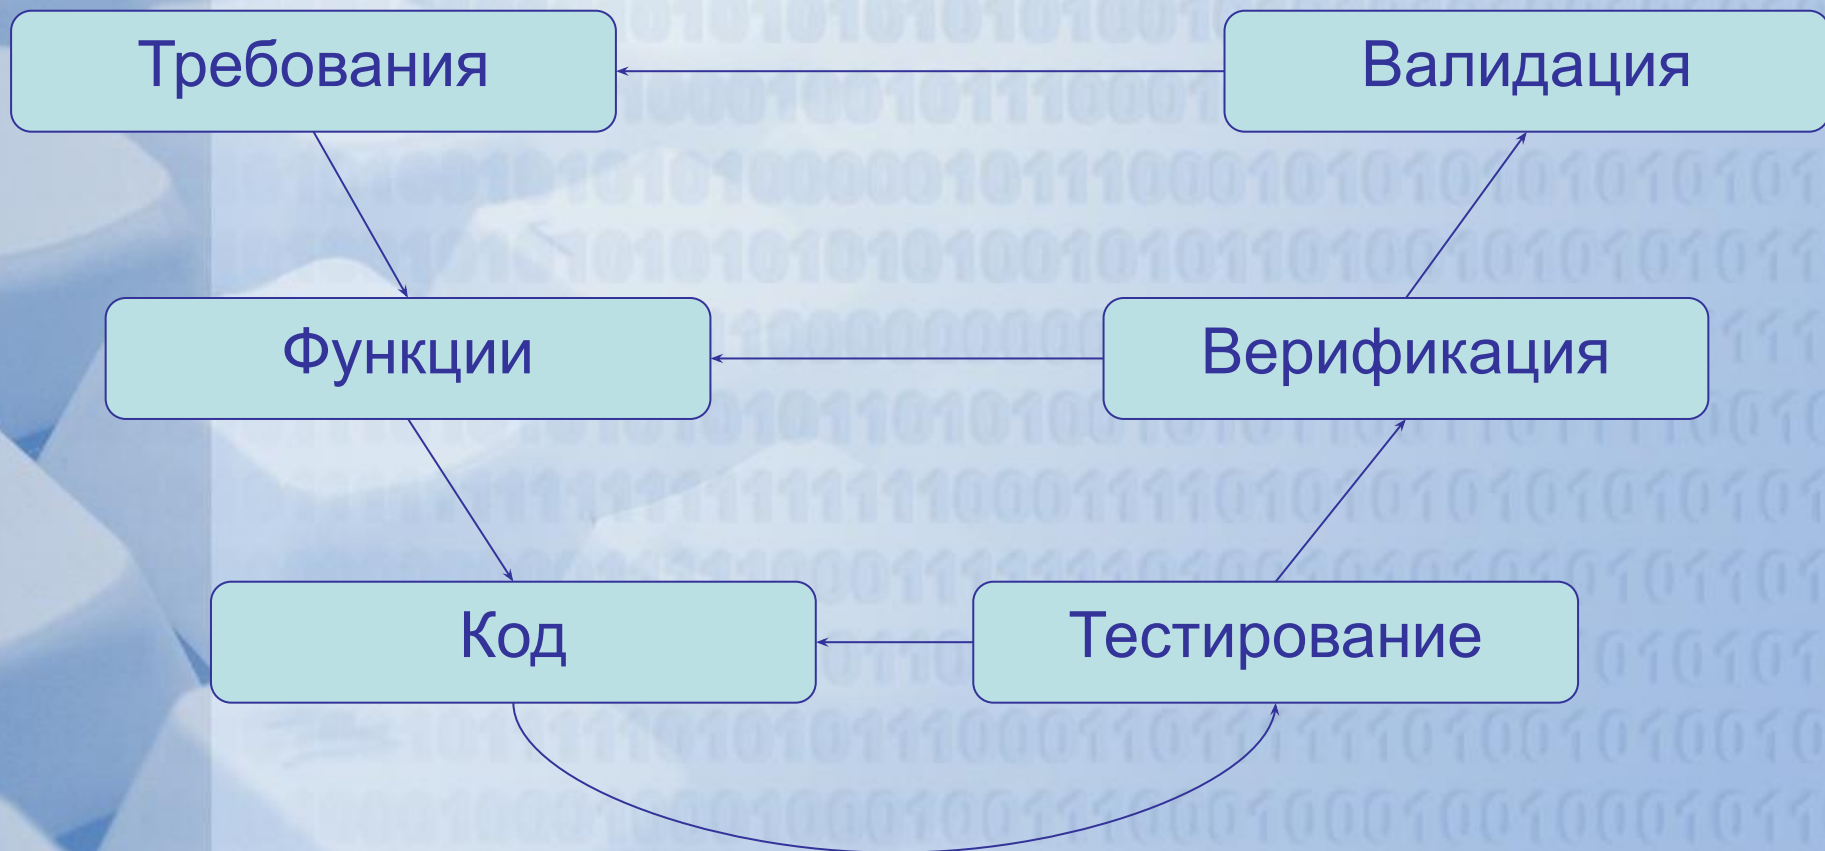 Требования
Валидация
Функции
Верификация
Код
Тестирование